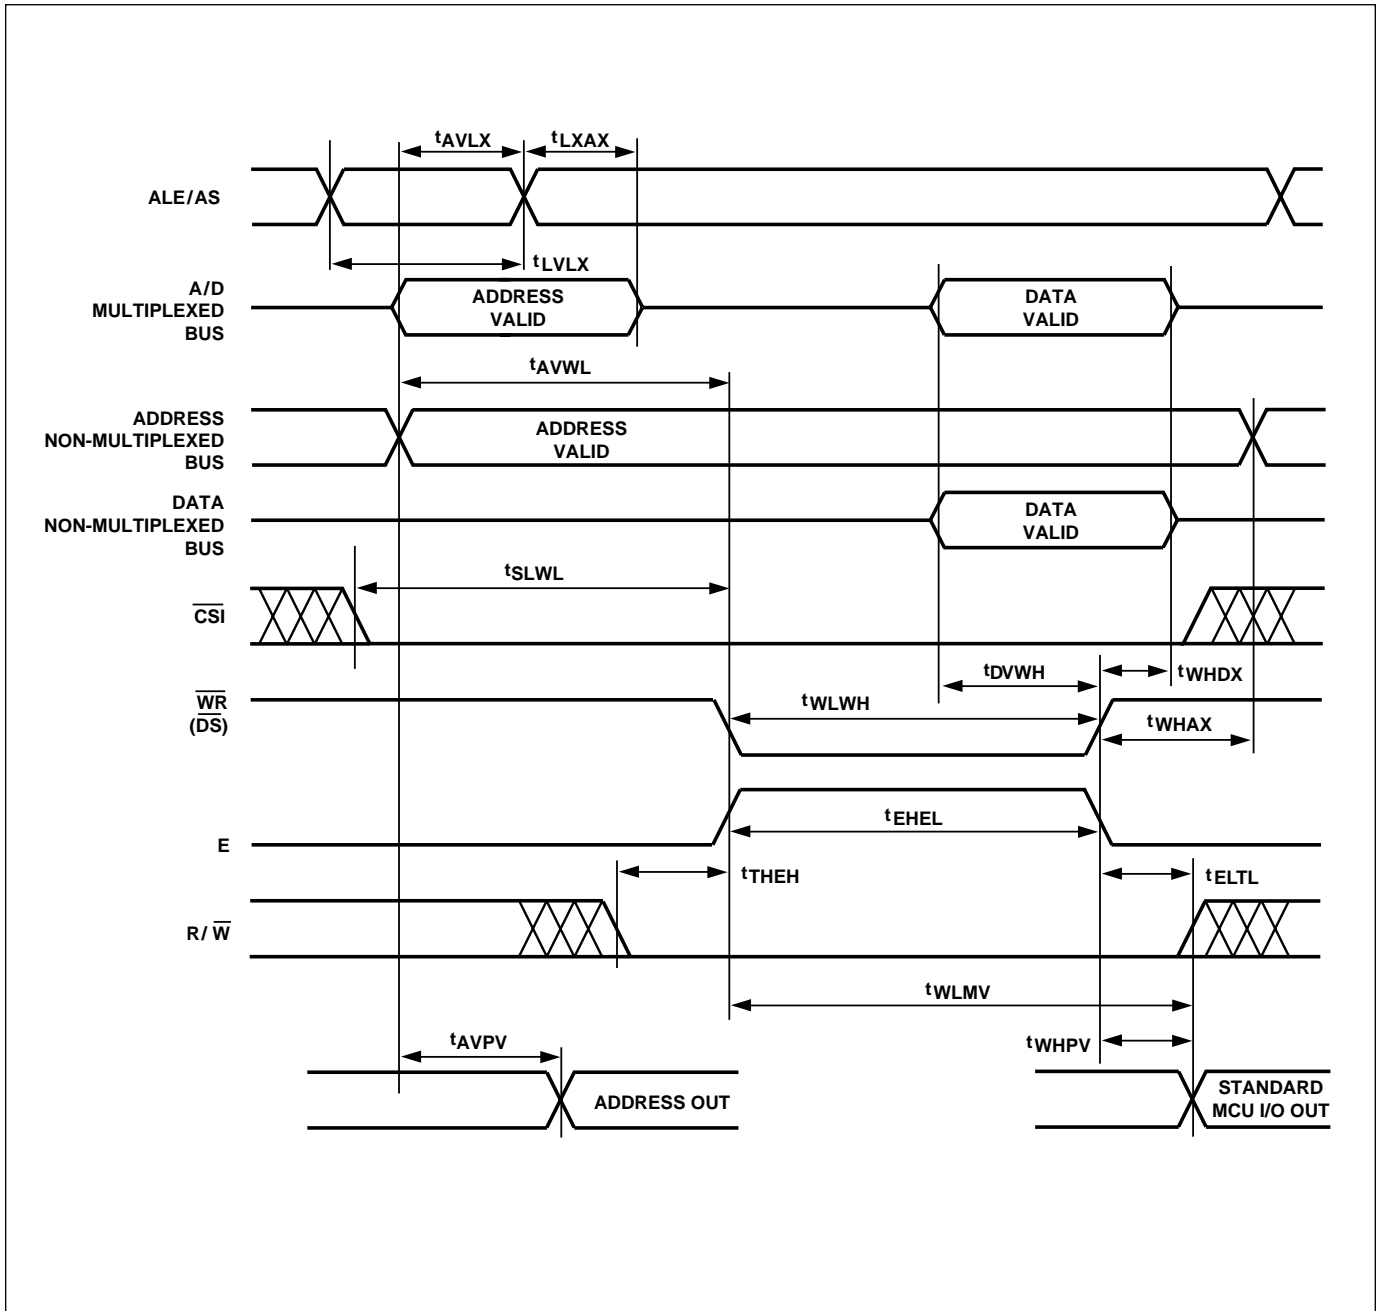 tAVLX
tLXAX
ALE/AS
tLVLX
A/D
MULTIPLEXED
BUS
ADDRESS
VALID
DATA
VALID
tAVWL
ADDRESS
NON-MULTIPLEXED
BUS
ADDRESS
VALID
DATA
NON-MULTIPLEXED
BUS
DATA
VALID
tSLWL
CSI
tDVWH
tWHDX
WR
(DS)
tWLWH
tWHAX
E
tEHEL
tTHEH
tELTL
R/W
tWLMV
tAVPV
tWHPV
ADDRESS OUT
STANDARD
MCU I/O OUT